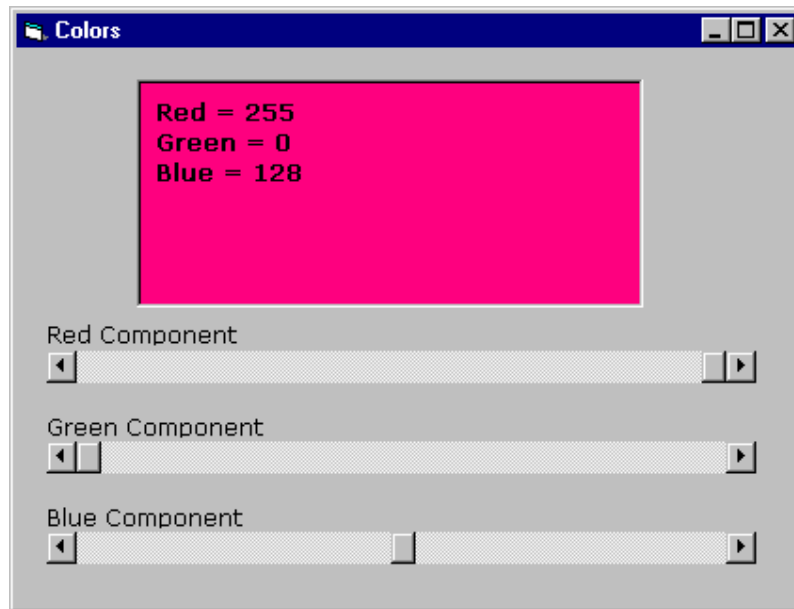 Colors
Red = 255
Green = 0
Blue = 128
Red Component
Green Component
Blue Component